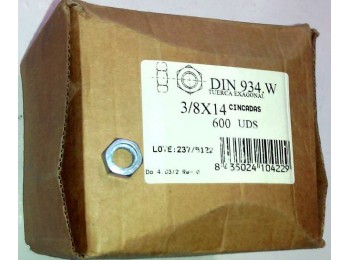 DIN 934.W
TUERCA EXAGONAL
3/8X14 CINCADAS
600 UDS
8 435024 104229